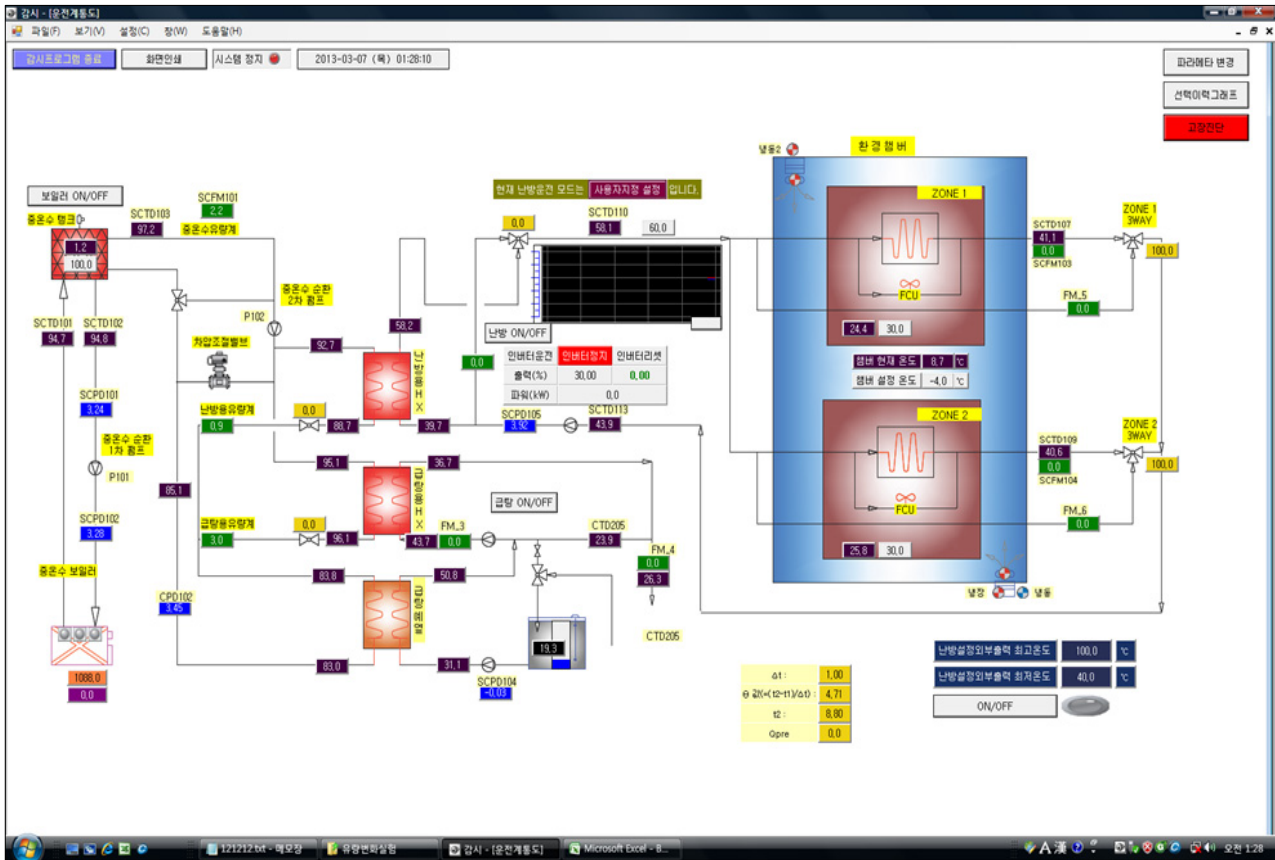 감시 - [운전계통도]
파일(F) 보기(V) 설정(C) 창(W) 도움말(H)
감시프로그램 종료 화면인쇄 시스템 정지 2013-03-07 (목) 01:28:10
파라메타 변경
선택이력그래프
고장진단
냉동2 환경챔버
보일러 ON/OFF
SCFM101
2,2
중온수유량계
중온수 탱크
SCTD103
97,2
1,2
100,0
현재 난방운전 모드는 사용자지정 설정 입니다.
0,0
SCTD110
58,1 60,0
ZONE 1
FCU
24,4 30,0
SCTD107
41,1
0,0
SCFM103
ZONE 1
3WAY
100,0
FM_5
0,0
중온수 순환
2차 펌프
P102
SCTD101 SCTD102
94,7 94,8
차압조절밸브
92,7
58,2
난방용HX
난방 ON/OFF
인버터운전 인버터정지 인버터리셋
출력(%) 30,00 0,00
파워(kW) 0,0
0,0
챔버 현재 온도 8,7 ℃
챔버 설정 온도 -4,0 ℃
SCPD101
3,24
난방용유량계
0,9
0,0
88,7 39,7
SCPD105
3,92
SCTD113
43,9
ZONE 2
FCU
25,8 30,0
SCTD109
40,6
0,0
SCFM104
ZONE 2
3WAY
100,0
FM_6
0,0
중온수 순환
1차 펌프
P101
95,1 36,7
급탕용HX
급탕 ON/OFF
85,1
SCPD102
3,28
급탕용유량계
3,0
0,0
96,1 43,7
FM_3
0,0
CTD205
23,9
FM_4
0,0
26,3
중온수 보일러
83,8 50,8
CPD102
3,45
냉장 냉동
19,3
CTD205
83,0 31,1
SCPD104
-0,03
1088,0
0,0
난방설정외부출력 최고온도 100,0 ℃
난방설정외부출력 최저온도 40,0 ℃
ON/OFF
Δt : 1,00
θ 값(=(t2-t1)/Δt) : 4,71
t2 : 8,80
Qpre 0,0
121212.txt - 메모장 유량변화실험 감시 - [운전계통도] Microsoft Excel - B... A 漢 오전 1:28